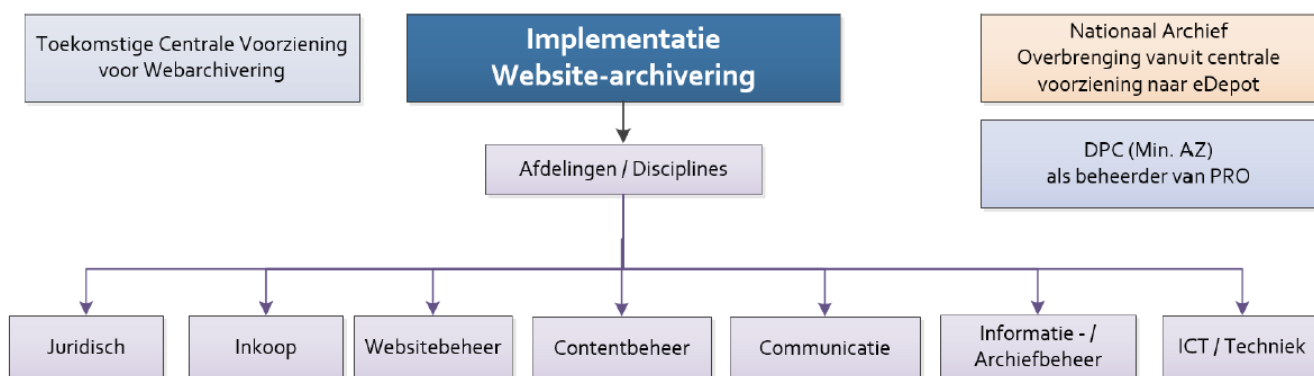 Toekomstige Centrale Voorziening
voor Webarchivering
Implementatie
Website-archivering
Nationaal Archief
Overbrenging vanuit centrale
voorziening naar eDepot
DPC (Min. AZ)
als beheerder van PRO
Afdelingen / Disciplines
Juridisch
Inkoop
Websitebeheer
Contentbeheer
Communicatie
Informatie - /
Archiefbeheer
ICT / Techniek